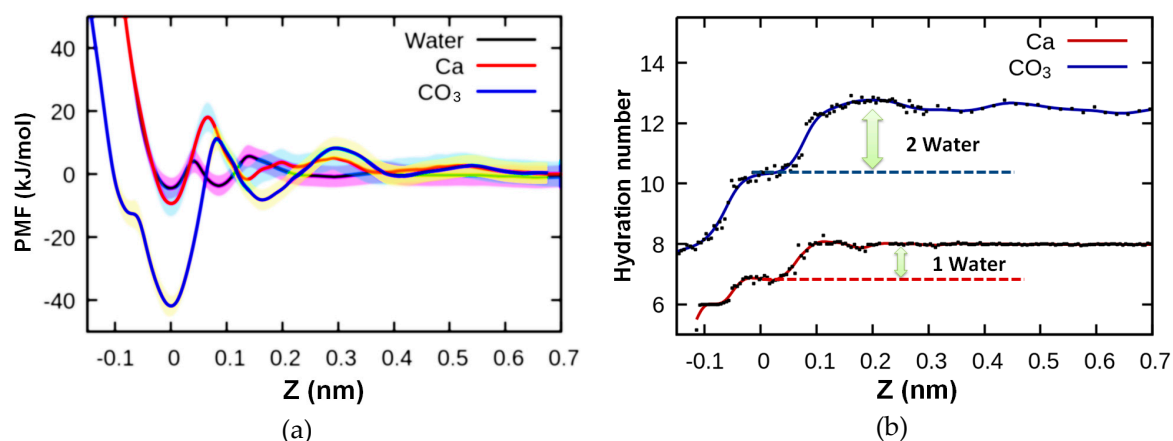 Water
Ca
CO₃
PMF (kJ/mol)
40
20
0
-20
-40
-0.1 0 0.1 0.2 0.3 0.4 0.5 0.6 0.7
Z (nm)
(a)
Ca
CO₃
Hydration number
14
12
10
8
6
2 Water
1 Water
-0.1 0 0.1 0.2 0.3 0.4 0.5 0.6 0.7
Z (nm)
(b)